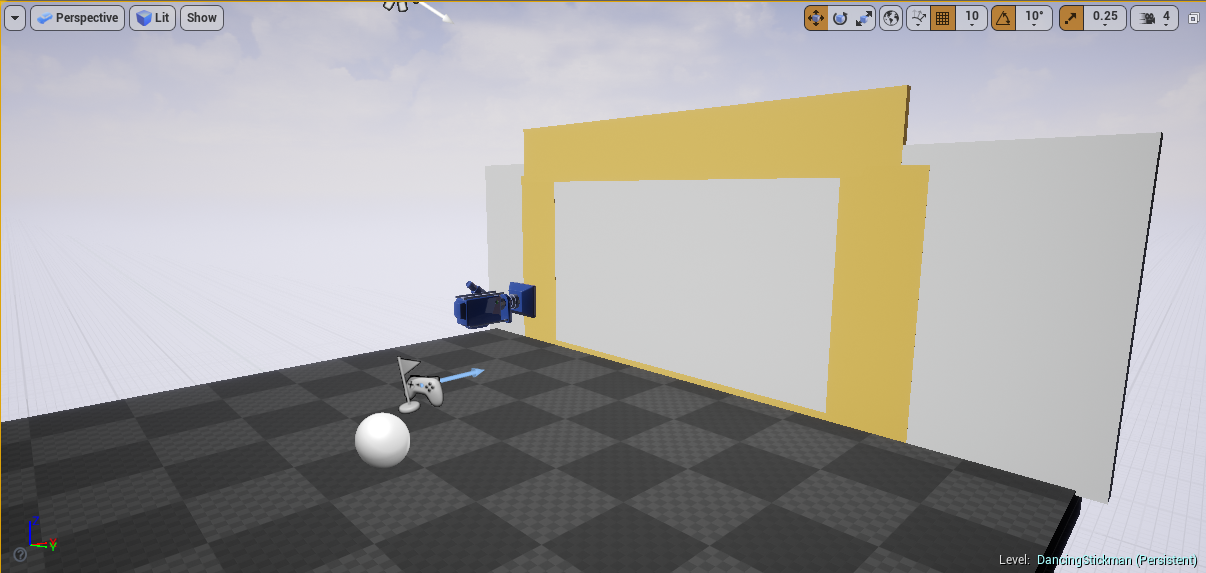 Perspective
Lit
Show
10
10°
0.25
4
Z
Y
?
Level: DancingStickman (Persistent)